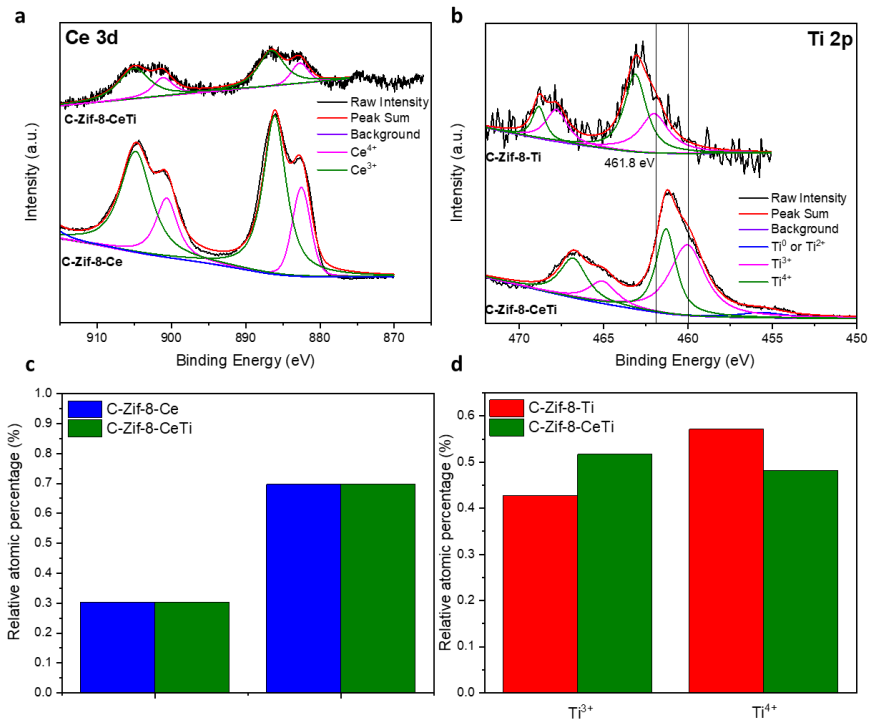 a
Ce 3d
C-Zif-8-CeTi
Raw Intensity
Peak Sum
Background
Ce⁴⁺
Ce³⁺
C-Zif-8-Ce
Intensity (a.u.)
910 900 890 880 870
Binding Energy (eV)
b
Ti 2p
C-Zif-8-Ti
461.8 eV
Raw Intensity
Peak Sum
Background
Ti⁰ or Ti²⁺
Ti³⁺
Ti⁴⁺
C-Zif-8-CeTi
Intensity (a.u.)
470 465 460 455 450
Binding Energy (eV)
c
C-Zif-8-Ce
C-Zif-8-CeTi
Relative atomic percentage (%)
1.0
0.9
0.8
0.7
0.6
0.5
0.4
0.3
0.2
0.1
0.0
d
C-Zif-8-Ti
C-Zif-8-CeTi
Relative atomic percentage (%)
0.6
0.5
0.4
0.3
0.2
0.1
0.0
Ti³⁺ Ti⁴⁺